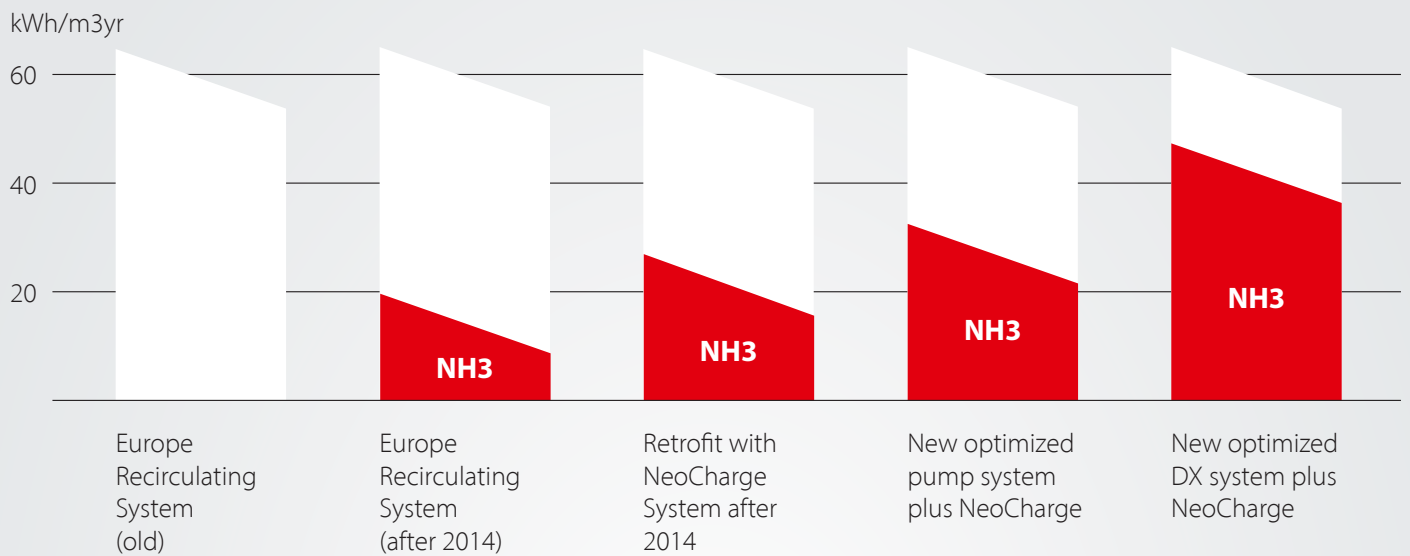 kWh/m3yr
60
40
20
NH3
NH3
NH3
NH3
Europe
Recirculating
System
(old)
Europe
Recirculating
System
(after 2014)
Retrofit with
NeoCharge
System after
2014
New optimized
pump system
plus NeoCharge
New optimized
DX system plus
NeoCharge